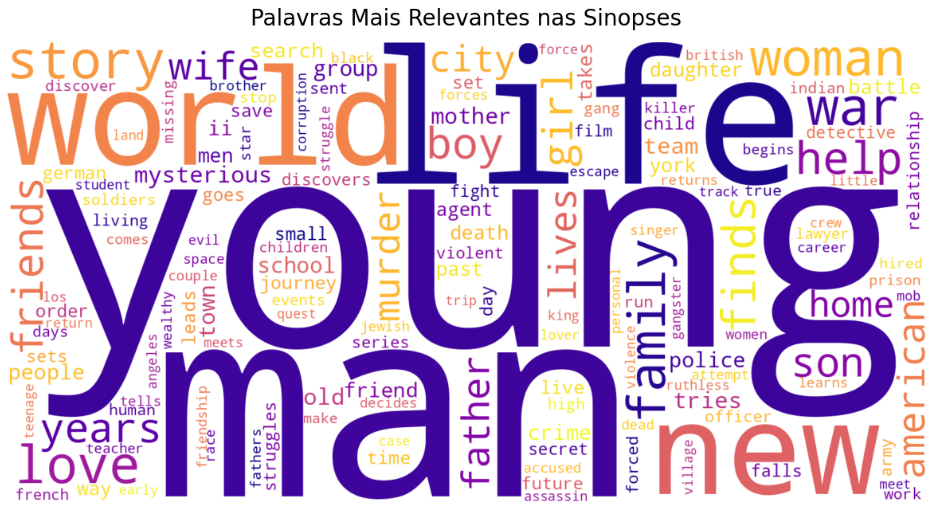 Palavras Mais Relevantes nas Sinopses
story
wife
search
black
group
sent
city
set
force
forces
takes
british
daughter
woman
discover
brother
stop
save
missing
world
life
ii
men
star
corruption
struggle
land
mother
boy
girl
gang
film
escape
killer
child
team
york
indian
battle
war
detective
begins
help
relationship
german
student
soldiers
mysterious
discovers
goes
living
friends
fight
agent
death
violent
past
day
lives
returns
track
true
little
young
comes
evil
space
couple
small
children
school
journey
events
quest
murder
trip
king
singer
lover
family
run
personal
gangster
finds
women
crew
lawyer
career
home
hired
prison
mob
los
order
return
days
angeles
wealthy
leads
town
meets
jewish
series
violence
ruthless
police
attempt
son
learns
american
sets
people
teenage
tells
human
teacher
years
man
friendship
race
fathers
struggles
old
make
friend
decides
case
time
father
live
high
crime
secret
accused
future
assassin
forced
dead
tries
officer
new
village
falls
army
meet
work
love
french
way
early